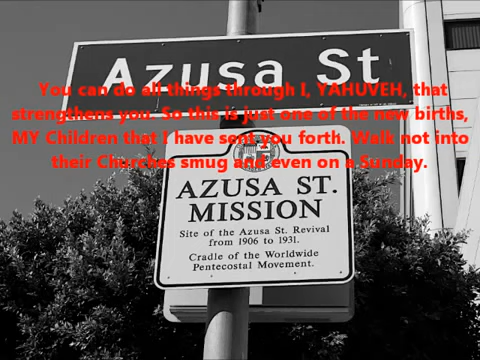 Azusa St
You can do all things through I, YAHUVEH, that
strengthens you. So this is just one of the new births,
MY Children that I have sent you forth. Walk not into
their Churches smug and even on a Sunday.
AZUSA ST.
MISSION
Site of the Azusa St. Revival
from 1906 to 1931.
Cradle of the Worldwide
Pentecostal Movement.